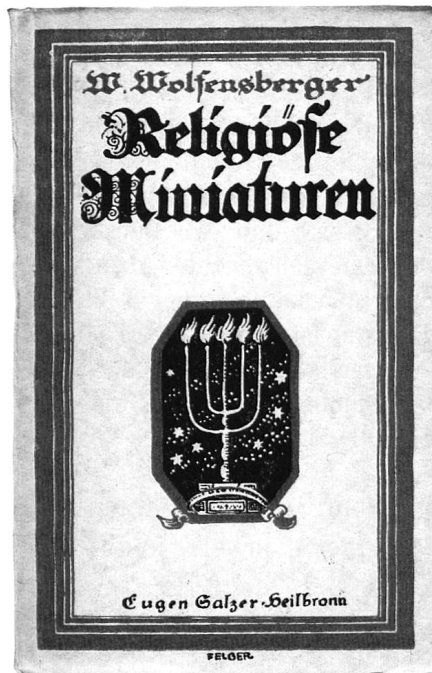 W. Wolfensberger
Religiöse
Miniaturen
Eugen Salzer-Heilbronn
FELGER